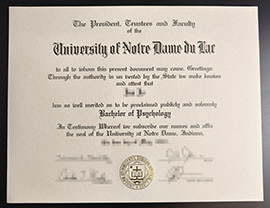 The President, Trustees and Faculty
of the
University of Notre Dame du Lac
to all to whom this present document may come, Greetings:
Through the authority in us vested by the State we make known
and attest that
has so well merited as to be proclaimed publicly and solemnly
Bachelor of Psychology
In Testimony Whereof we subscribe our names and affix
the seal of the University at Notre Dame, Indiana,